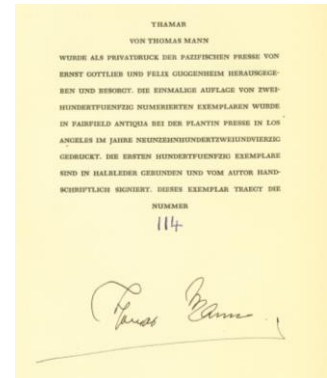 THAMAR
VON THOMAS MANN
WURDE ALS PRIVATDRUCK DER PAZIFISCHEN PRESSE VON
ERNST GOTTLIEB UND FELIX GUGGENHEIM HERAUSGEGE-
BEN UND BESORGT. DIE EINMALIGE AUFLAGE VON ZWEI-
HUNDERTFUENFZIG NUMERIERTEN EXEMPLAREN WURDE
IN FAIRFIELD ANTIQUA BEI DER PLANTIN PRESSE IN LOS
ANGELES IM JAHRE NEUNZEHNHUNDERTZWEIUNDVIERZIG
GEDRUCKT. DIE ERSTEN HUNDERTFUENFZIG EXEMPLARE
SIND IN HALBLEDER GEBUNDEN UND VOM AUTOR HAND-
SCHRIFTLICH SIGNIERT. DIESES EXEMPLAR TRAEGT DIE
NUMMER
114
Thomas Mann